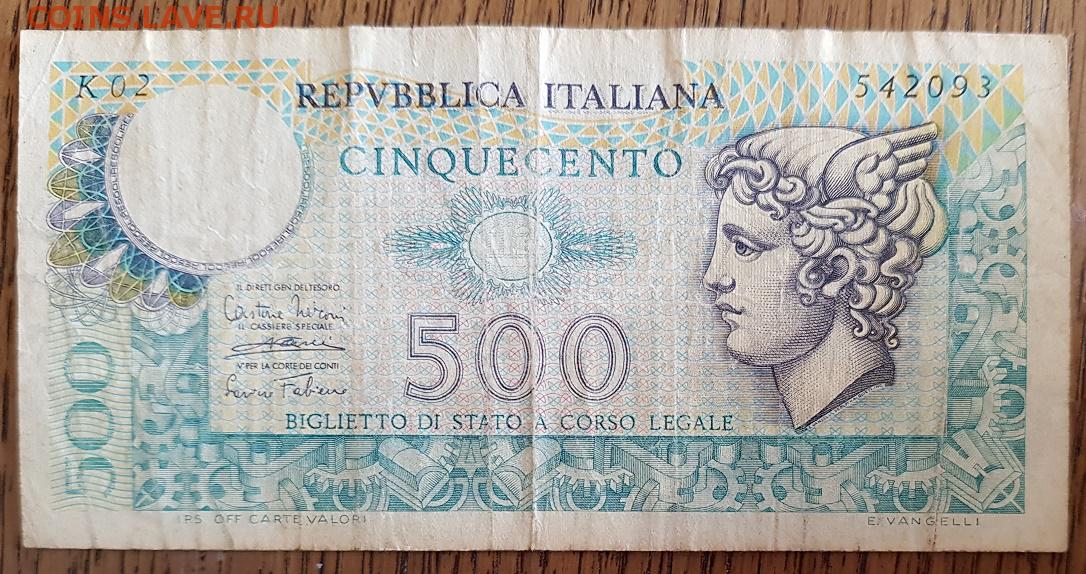 COINS.LAVE.RU
K02 542093
REPVBBLICA ITALIANA
CINQUECENTO
IL DIRETT. GEN. DEL TESORO
IL CASSIERE SPECIALE
V° PER LA CORTE DEI CONTI
500
BIGLIETTO DI STATO A CORSO LEGALE
500
IPS OFF CARTE VALORI
E. VANGELLI